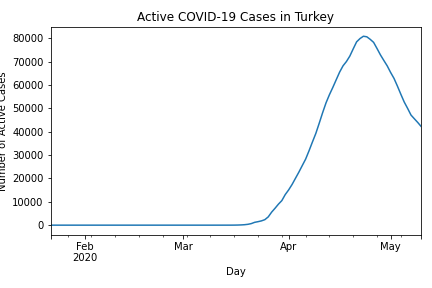 Active COVID-19 Cases in Turkey
Number of Active Cases
80000
70000
60000
50000
40000
30000
20000
10000
0
Feb Mar Apr May
2020
Day